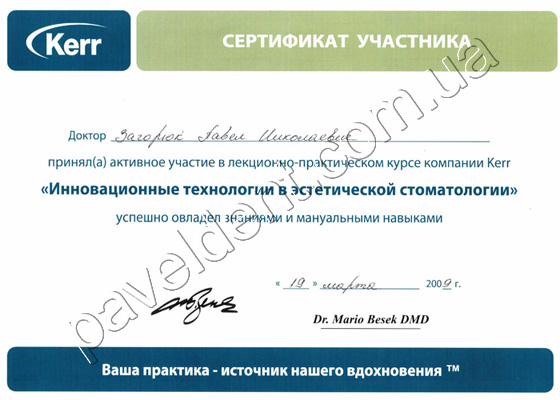 Kerr
СЕРТИФИКАТ УЧАСТНИКА
Доктор Загорюк Павел Николаевич
принял(а) активное участие в лекционно-практическом курсе компании Kerr
«Инновационные технологии в эстетической стоматологии»
успешно овладел знаниями и мануальными навыками
« 19 » марта 2009 г.
Dr. Mario Besek DMD
Ваша практика - источник нашего вдохновения ™
paveldent.com.ua